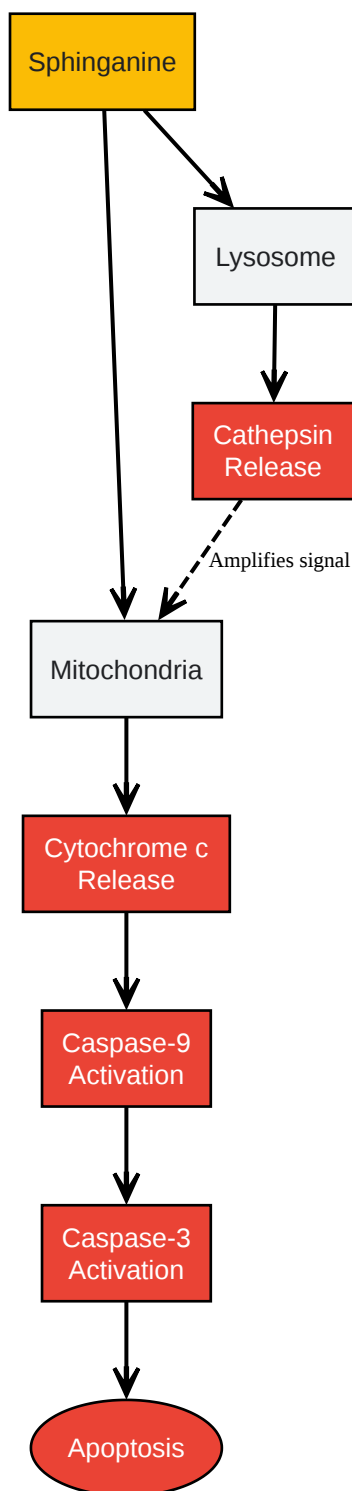 Sphinganine
Lysosome
Cathepsin
Release
Amplifies signal
Mitochondria
Cytochrome c
Release
Caspase-9
Activation
Caspase-3
Activation
Apoptosis